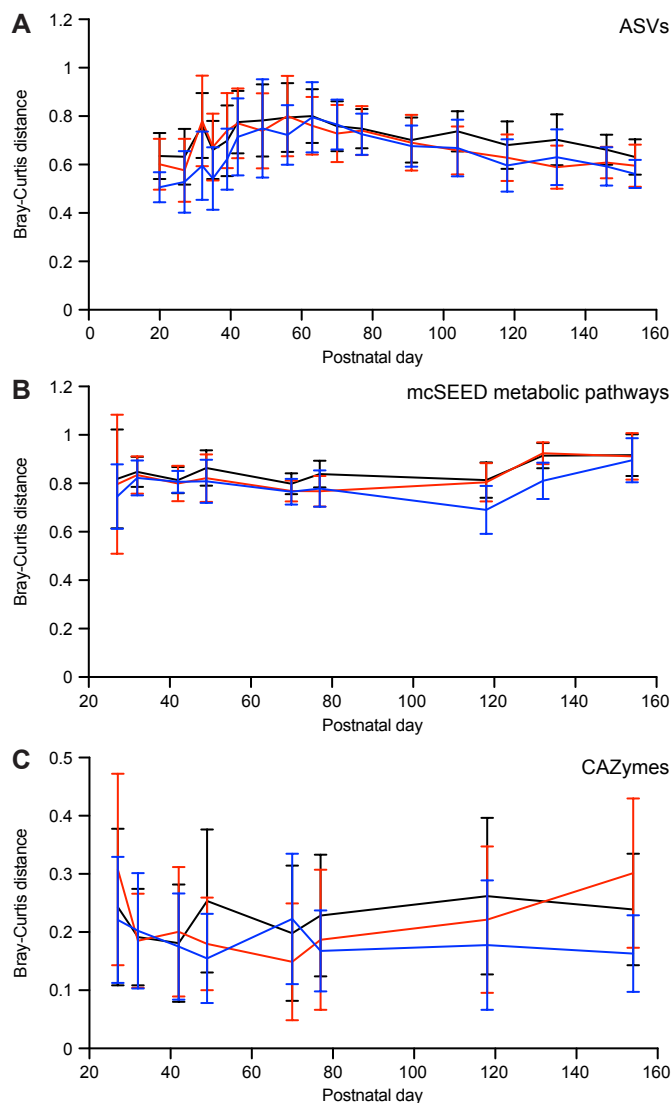 A
ASVs
Bray-Curtis distance
1.2
1
0.8
0.6
0.4
0.2
0
0 20 40 60 80 100 120 140 160
Postnatal day
B
mcSEED metabolic pathways
Bray-Curtis distance
1.2
1
0.8
0.6
0.4
0.2
0
20 40 60 80 100 120 140 160
Postnatal day
C
CAZymes
Bray-Curtis distance
0.5
0.4
0.3
0.2
0.1
0
20 40 60 80 100 120 140 160
Postnatal day